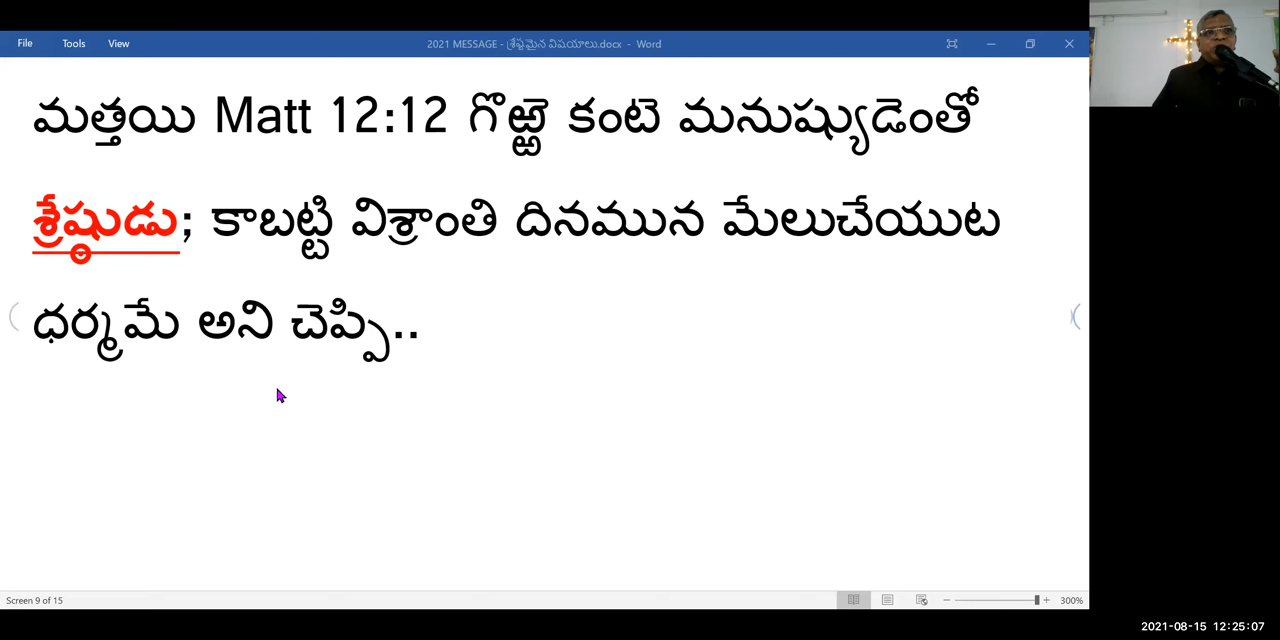 File Tools View 2021 MESSAGE - శ్రేష్ఠమైన విషయాలు.docx - Word
మత్తయి Matt 12:12 గొఱ్ఱె కంటె మనుష్యుడెంతో
శ్రేష్ఠుడు; కాబట్టి విశ్రాంతి దినమున మేలుచేయుట
ధర్మమే అని చెప్పి..
Screen 9 of 15 300%
2021-08-15 12:25:07